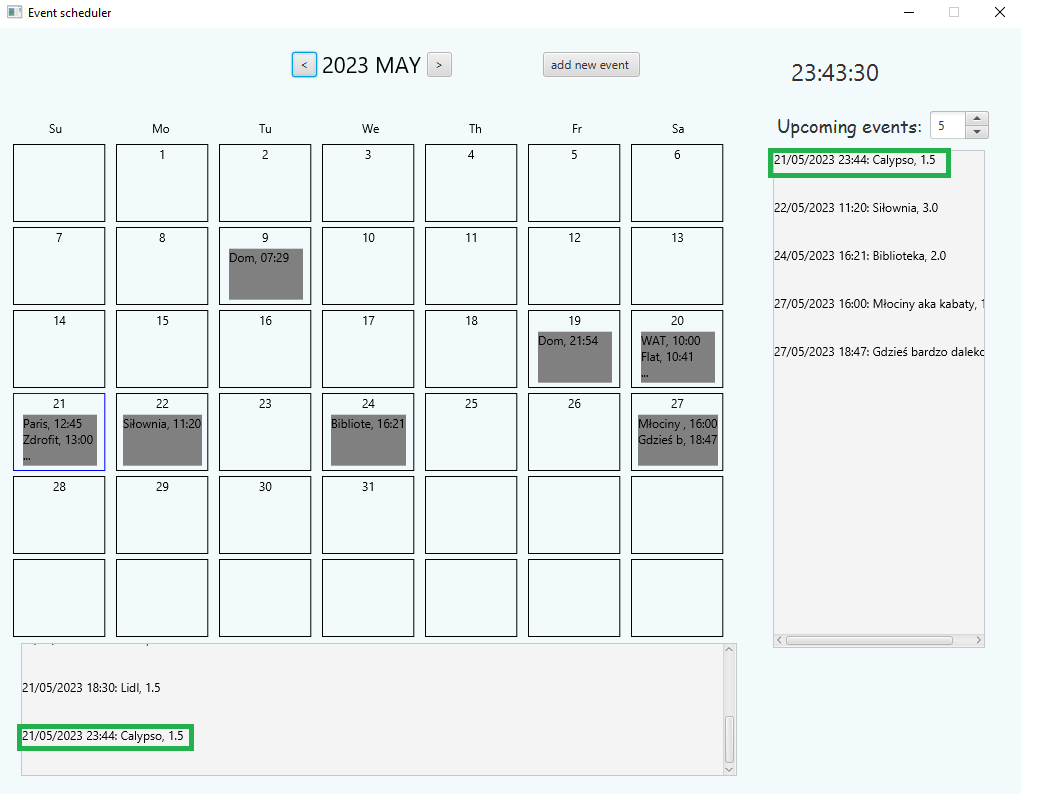 Event scheduler
< 2023 MAY > add new event
23:43:30
Upcoming events: 5
Su Mo Tu We Th Fr Sa
1 2 3 4 5 6
7 8 9 10 11 12 13
Dom, 07:29
14 15 16 17 18 19 20
Dom, 21:54 WAT, 10:00
Flat, 10:41
...
21 22 23 24 25 26 27
Paris, 12:45 Siłownia, 11:20 Bibliote, 16:21 Młociny , 16:00
Zdrofit, 13:00 Gdzieś b, 18:47
...
28 29 30 31
21/05/2023 23:44: Calypso, 1.5
22/05/2023 11:20: Siłownia, 3.0
24/05/2023 16:21: Biblioteka, 2.0
27/05/2023 16:00: Młociny aka kabaty, 1
27/05/2023 18:47: Gdzieś bardzo daleko
21/05/2023 18:30: Lidl, 1.5
21/05/2023 23:44: Calypso, 1.5